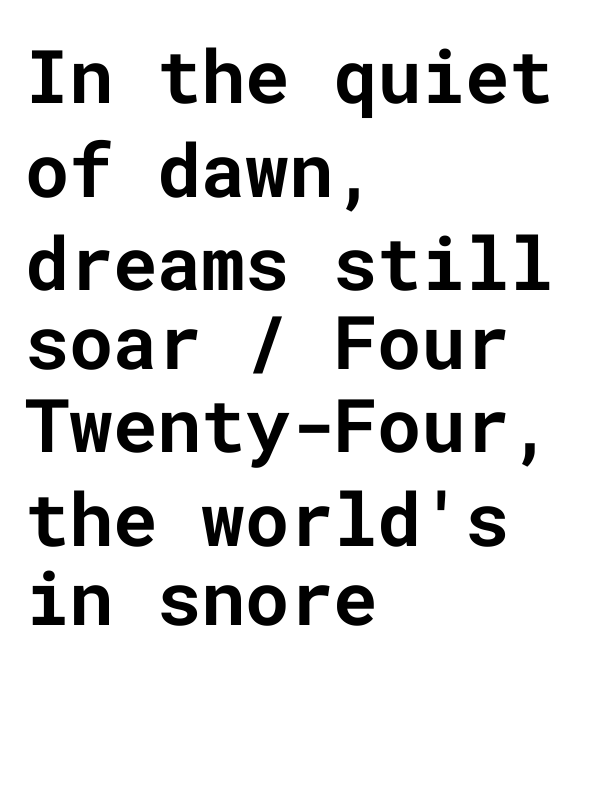 In the quiet
of dawn,
dreams still
soar / Four
Twenty-Four,
the world's
in snore